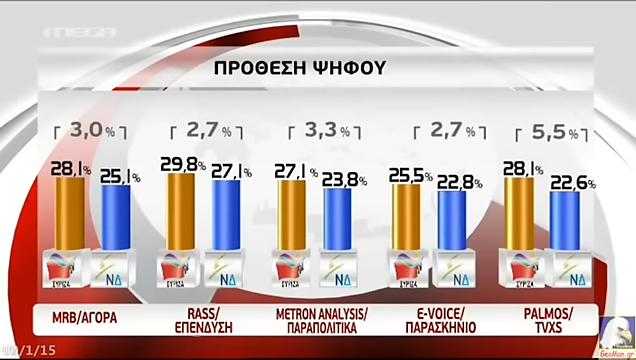 MEGA
ΠΡΟΘΕΣΗ ΨΗΦΟΥ
3,0% 2,7% 3,3% 2,7% 5,5%
28,1% 25,1% 29,8% 27,1% 27,1% 23,8% 25,5% 22,8% 28,1% 22,6%
ΣΥΡΙΖΑ ΝΔ ΣΥΡΙΖΑ ΝΔ ΣΥΡΙΖΑ ΝΔ ΣΥΡΙΖΑ ΝΔ ΣΥΡΙΖΑ ΝΔ
MRB/ΑΓΟΡΑ
RASS/
ΕΠΕΝΔΥΣΗ
METRON ANALYSIS/
ΠΑΡΑΠΟΛΙΤΙΚΑ
E-VOICE/
ΠΑΡΑΣΚΗΝΙΟ
PALMOS/
TVXS
/1/15
GeoMan.gr